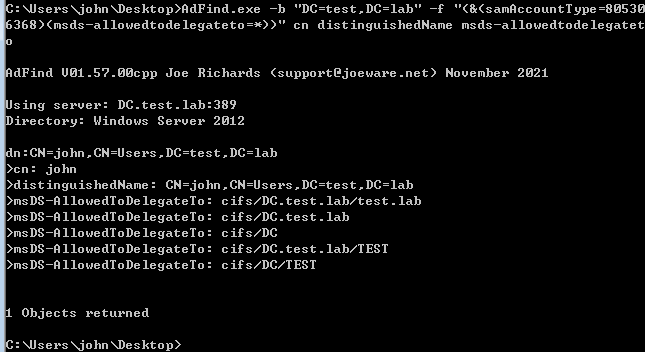 C:\Users\john\Desktop>AdFind.exe -b "DC=test,DC=lab" -f "(&(samAccountType=80530
6368)(msds-allowedtodelegateto=*))" cn distinguishedName msds-allowedtodelegatet
o
AdFind V01.57.00cpp Joe Richards (support@joeware.net) November 2021
Using server: DC.test.lab:389
Directory: Windows Server 2012
dn:CN=john,CN=Users,DC=test,DC=lab
>cn: john
>distinguishedName: CN=john,CN=Users,DC=test,DC=lab
>msDS-AllowedToDelegateTo: cifs/DC.test.lab/test.lab
>msDS-AllowedToDelegateTo: cifs/DC.test.lab
>msDS-AllowedToDelegateTo: cifs/DC
>msDS-AllowedToDelegateTo: cifs/DC.test.lab/TEST
>msDS-AllowedToDelegateTo: cifs/DC/TEST
1 Objects returned
C:\Users\john\Desktop>